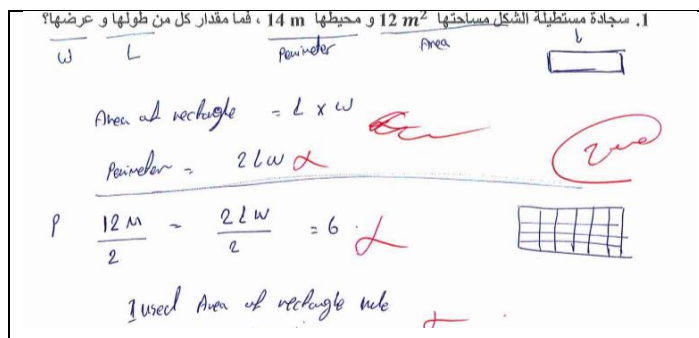 1. سجادة مستطيلة الشكل مساحتها 12 m² و محيطها 14 m ، فما مقدار كل من طولها و عرضها؟
W L Perimeter Area
Area of rectangle = L x W
Perimeter = 2LW
P 12M/2 = 2LW/2 = 6
I used Area of rectangle rule